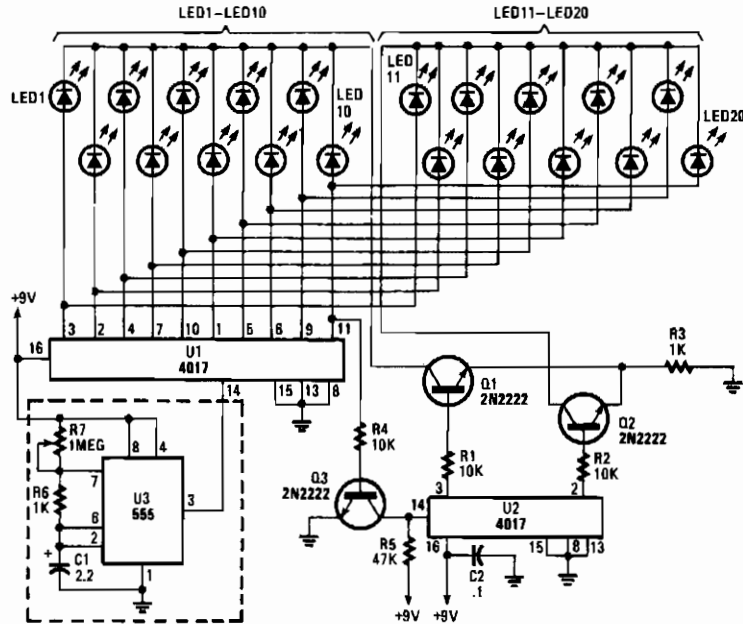 LED1–LED10
LED11–LED20
LED1
LED
10
LED
11
LED20
+9V
3 2 4 7 10 1 5 6 9 11
16
U1
4017
14
15 13 8
R3
1K
Q1
2N2222
Q2
2N2222
R7
1MEG
8 4
7
R6
1K
U3
555
3
6
2
C1
2.2
+
1
R4
10K
Q3
2N2222
R1
10K
R2
10K
3 2
14
U2
4017
16
15 8 13
R5
47K
C2
.1
+9V
+9V